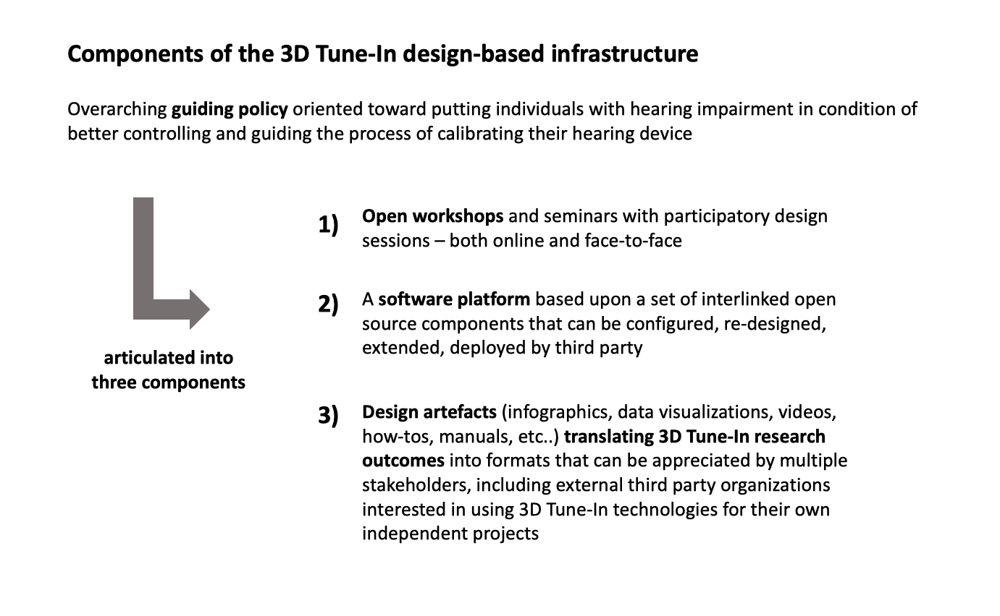 Components of the 3D Tune-In design-based infrastructure
Overarching guiding policy oriented toward putting individuals with hearing impairment in condition of
better controlling and guiding the process of calibrating their hearing device
articulated into
three components
1) Open workshops and seminars with participatory design
sessions – both online and face-to-face
2) A software platform based upon a set of interlinked open
source components that can be configured, re-designed,
extended, deployed by third party
3) Design artefacts (infographics, data visualizations, videos,
how-tos, manuals, etc..) translating 3D Tune-In research
outcomes into formats that can be appreciated by multiple
stakeholders, including external third party organizations
interested in using 3D Tune-In technologies for their own
independent projects